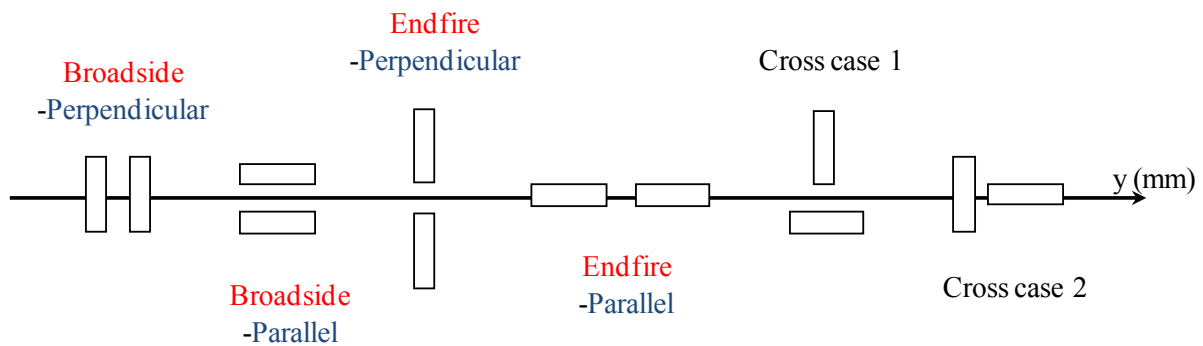 Endfire
-Perpendicular
Broadside
-Perpendicular
Cross case 1
y (mm)
Broadside
-Parallel
Endfire
-Parallel
Cross case 2